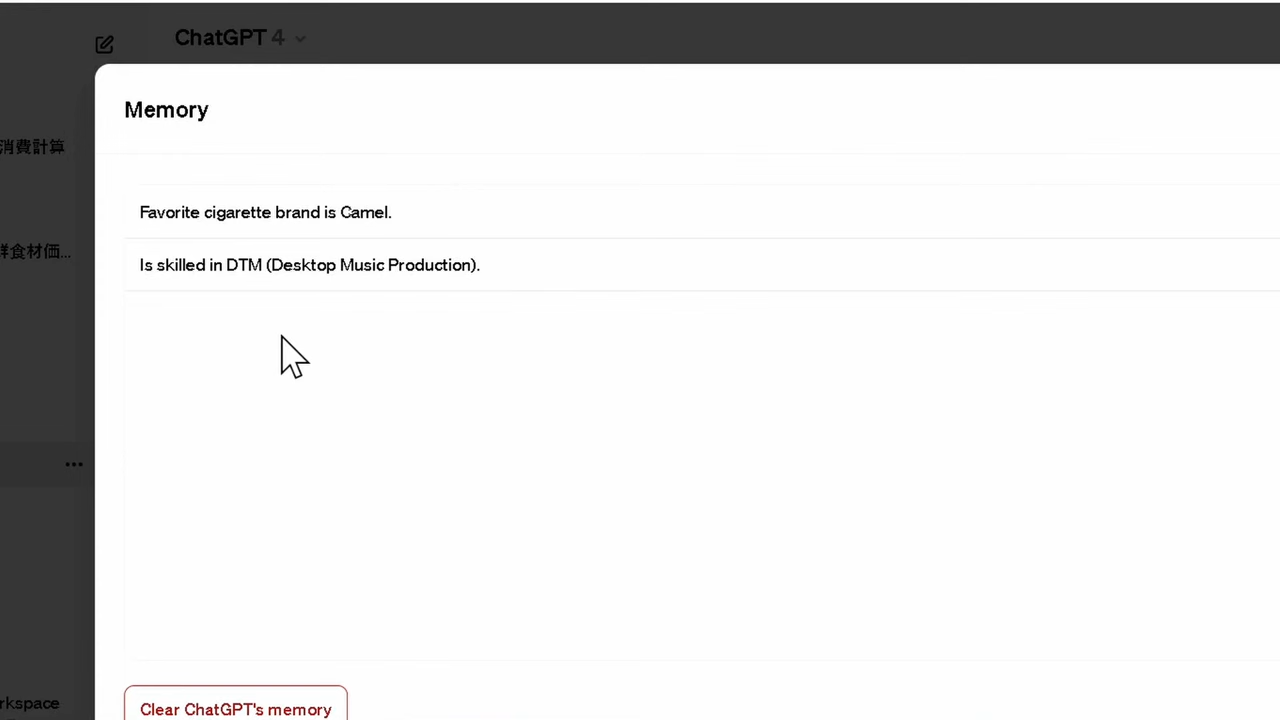 ChatGPT 4
Memory
消費計算
Favorite cigarette brand is Camel.
食材価...
Is skilled in DTM (Desktop Music Production).
rkspace
Clear ChatGPT's memory